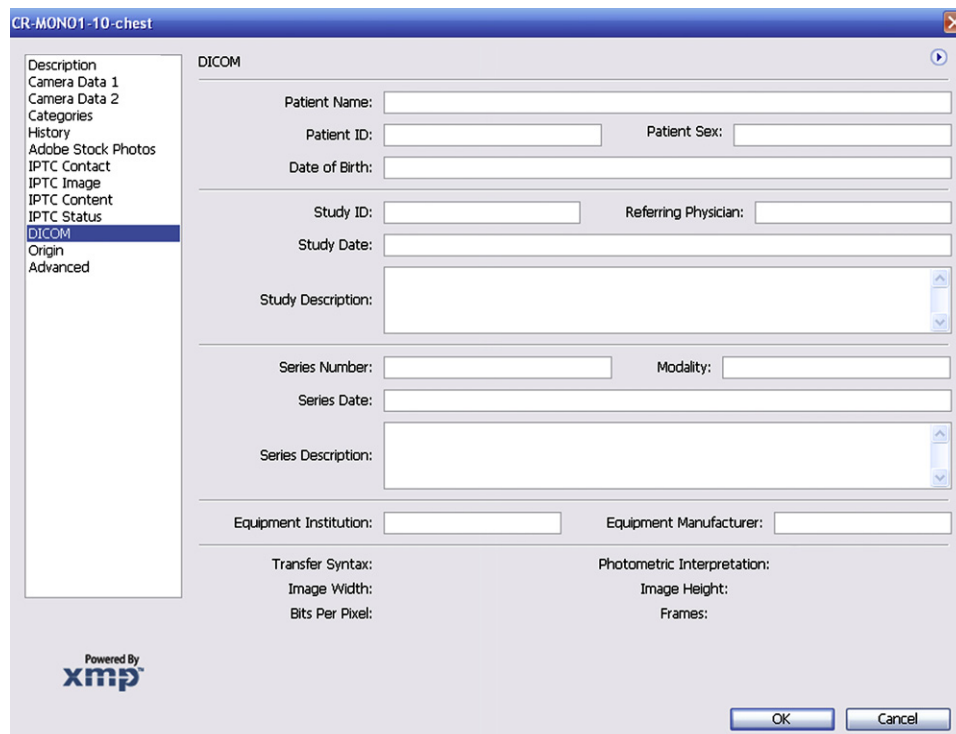 CR-MONO1-10-chest
Description
Camera Data 1
Camera Data 2
Categories
History
Adobe Stock Photos
IPTC Contact
IPTC Image
IPTC Content
IPTC Status
DICOM
Origin
Advanced
DICOM
Patient Name:
Patient ID: Patient Sex:
Date of Birth:
Study ID: Referring Physician:
Study Date:
Study Description:
Series Number: Modality:
Series Date:
Series Description:
Equipment Institution: Equipment Manufacturer:
Transfer Syntax: Photometric Interpretation:
Image Width: Image Height:
Bits Per Pixel: Frames:
Powered By
xmp™
OK Cancel